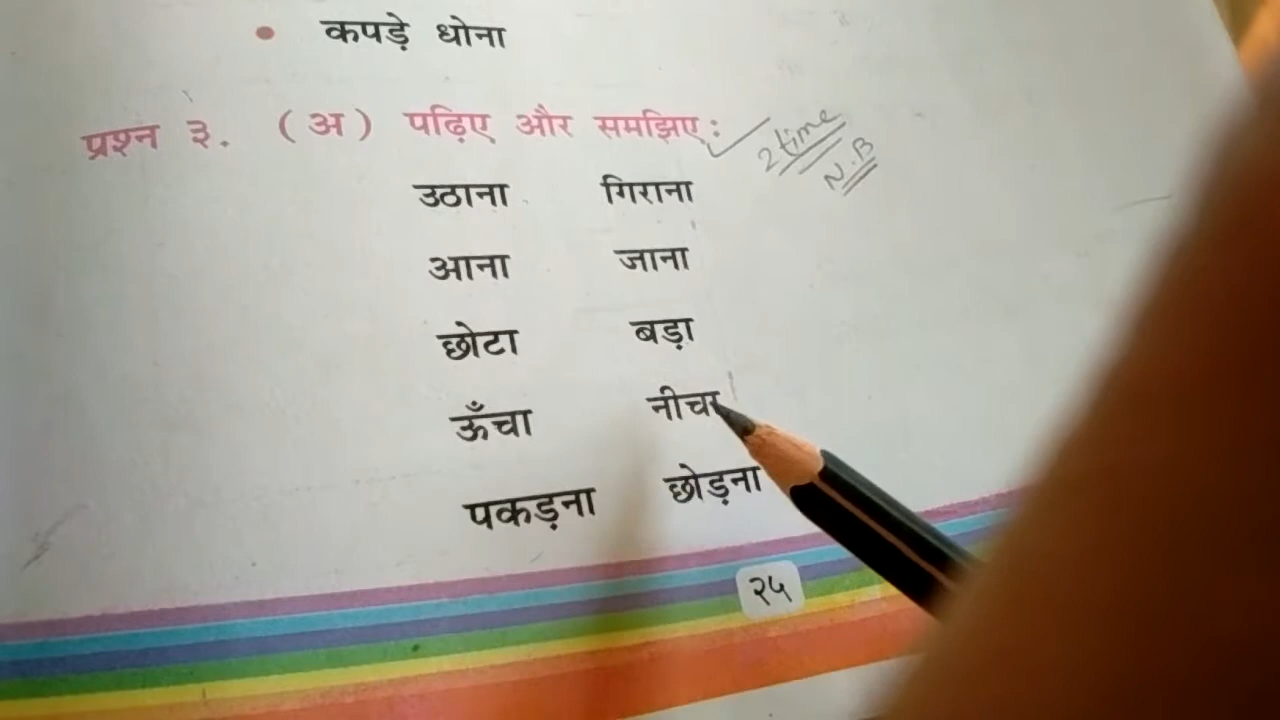 • कपड़े धोना
प्रश्न ३. (अ) पढ़िए और समझिए: 2 time
N.B
उठाना गिराना
आना जाना
छोटा बड़ा
ऊँचा नीचा
पकड़ना छोड़ना
२५